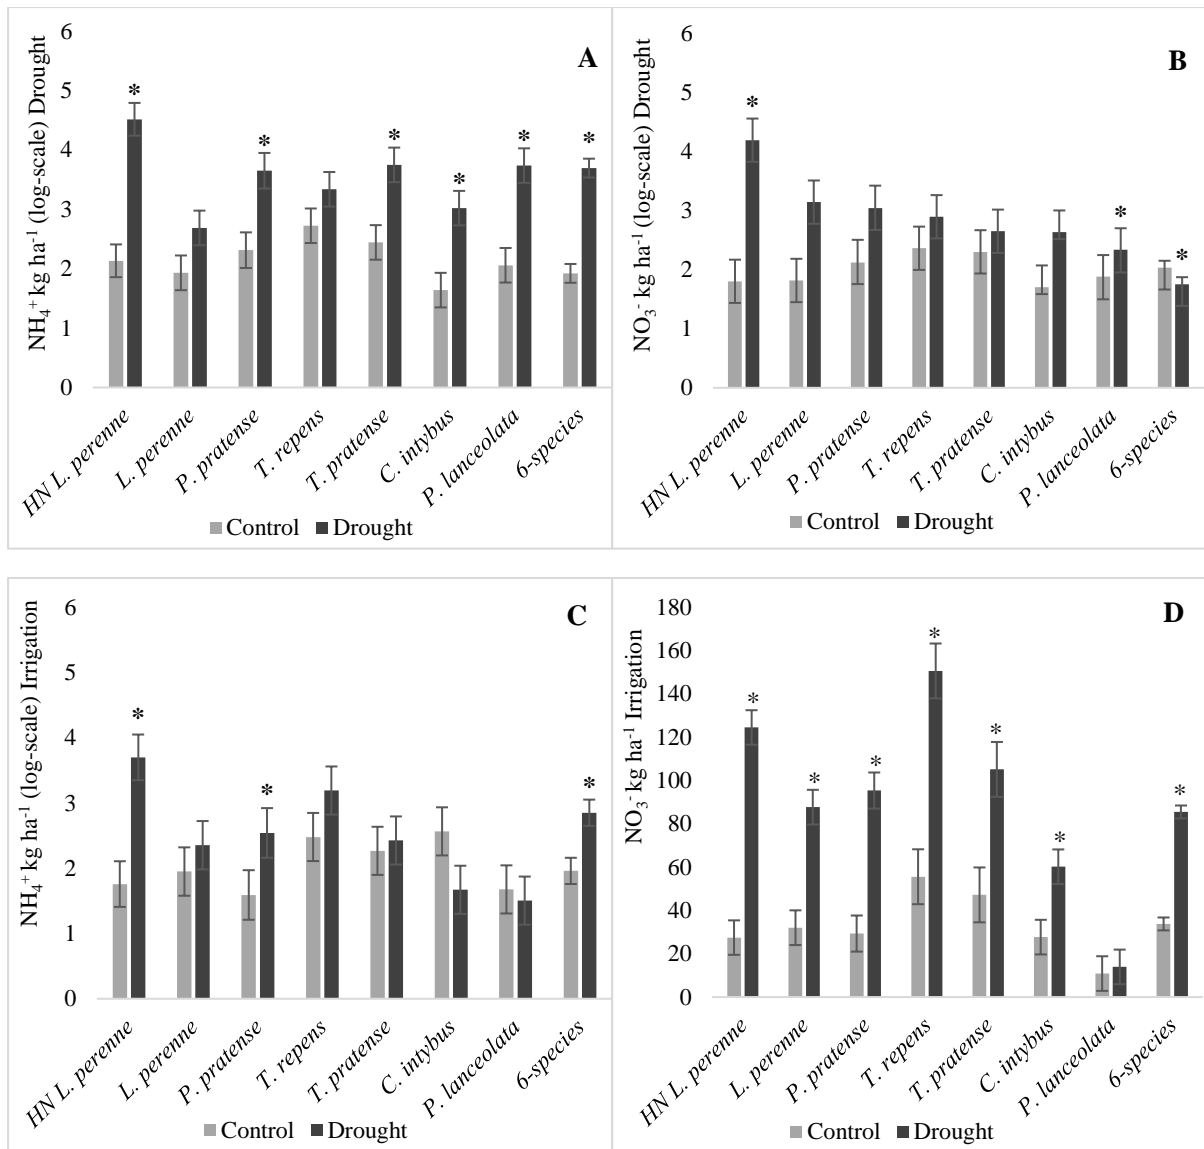 A
NH₄⁺ kg ha⁻¹ (log-scale) Drought
6
5
4
3
2
1
0
* * * * * *
HN L. perenne
L. perenne
P. pratense
T. repens
T. pratense
C. intybus
P. lanceolata
6-species
Control Drought
B
NO₃⁻ kg ha⁻¹ (log-scale) Drought
6
5
4
3
2
1
0
* * *
HN L. perenne
L. perenne
P. pratense
T. repens
T. pratense
C. intybus
P. lanceolata
6-species
Control Drought
C
NH₄⁺ kg ha⁻¹ (log-scale) Irrigation
6
5
4
3
2
1
0
* * *
HN L. perenne
L. perenne
P. pratense
T. repens
T. pratense
C. intybus
P. lanceolata
6-species
Control Drought
D
NO₃⁻ kg ha⁻¹ Irrigation
180
160
140
120
100
80
60
40
20
0
* * * * * * *
HN L. perenne
L. perenne
P. pratense
T. repens
T. pratense
C. intybus
P. lanceolata
6-species
Control Drought